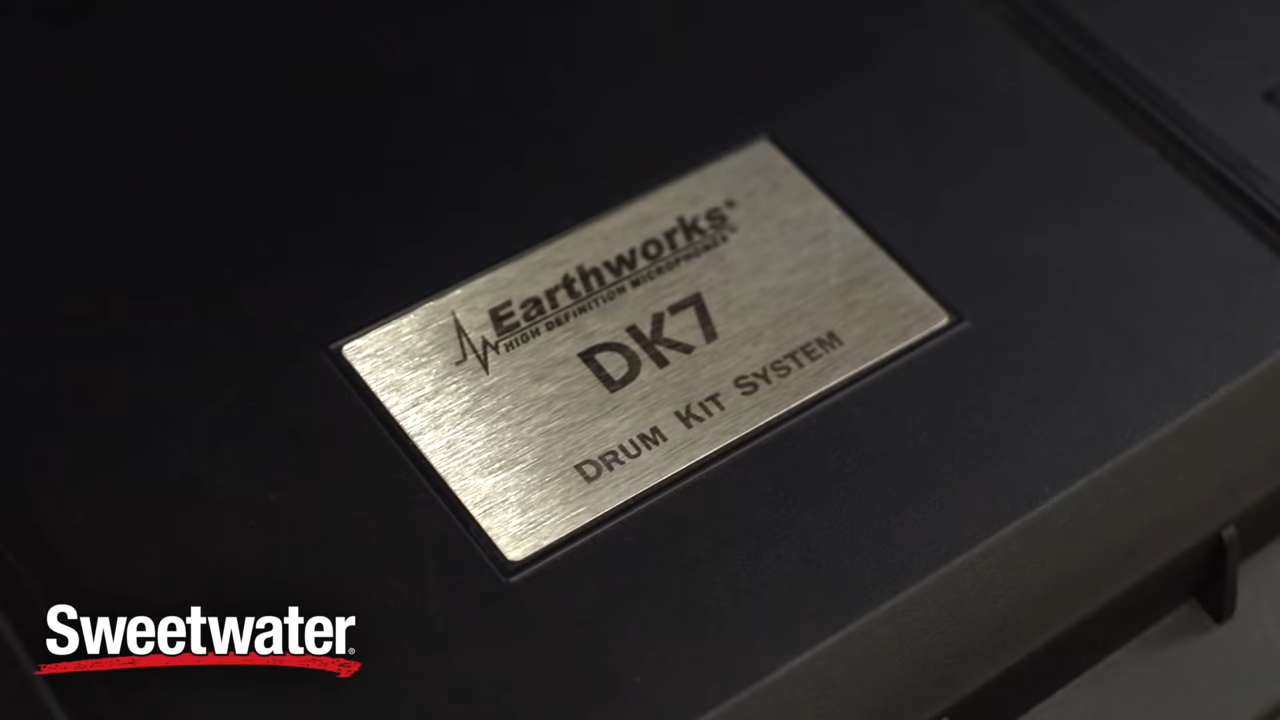 Earthworks®
HIGH DEFINITION MICROPHONES
DK7
DRUM KIT SYSTEM
Sweetwater®